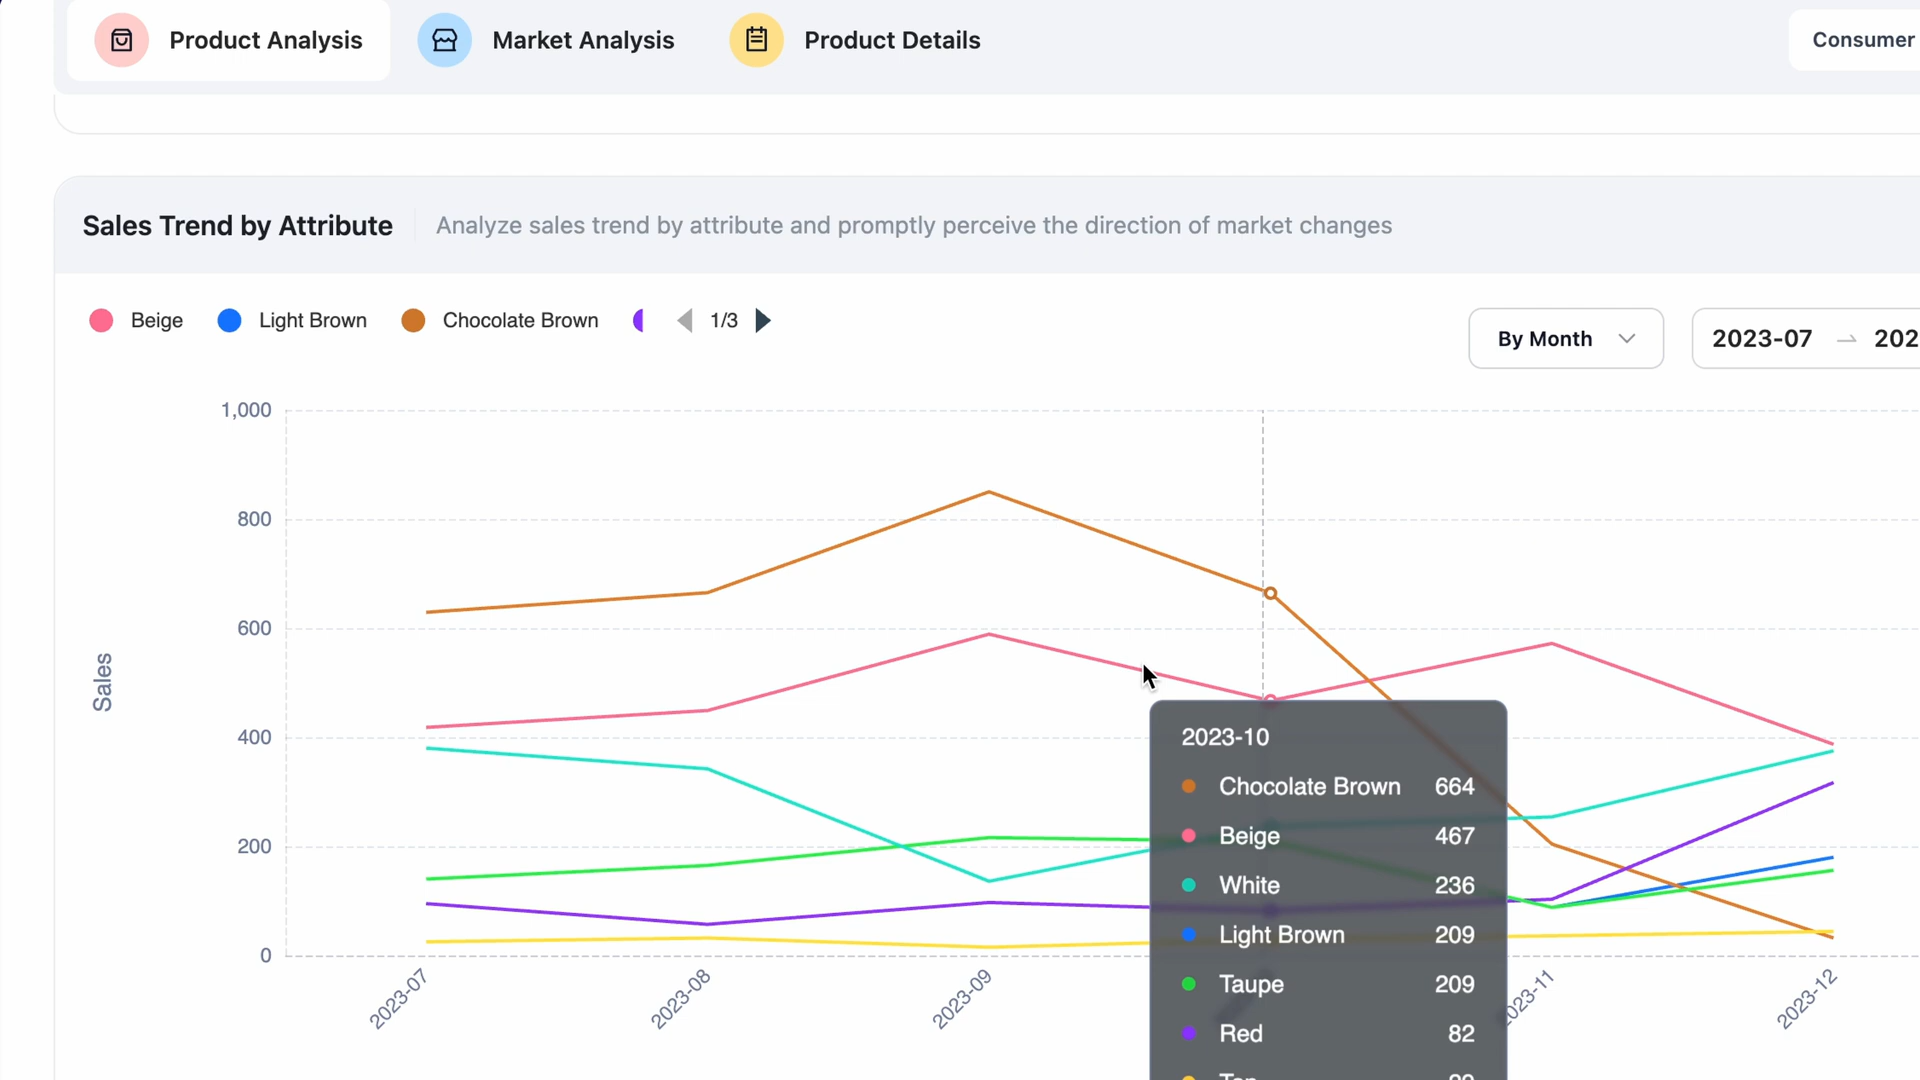 Product Analysis
Market Analysis
Product Details
Consumer
Sales Trend by Attribute
Analyze sales trend by attribute and promptly perceive the direction of market changes
Beige
Light Brown
Chocolate Brown
1/3
By Month
2023-07
202
1,000
800
600
400
200
0
Sales
2023-07
2023-08
2023-09
2023-11
2023-12
2023-10
Chocolate Brown 664
Beige 467
White 236
Light Brown 209
Taupe 209
Red 82